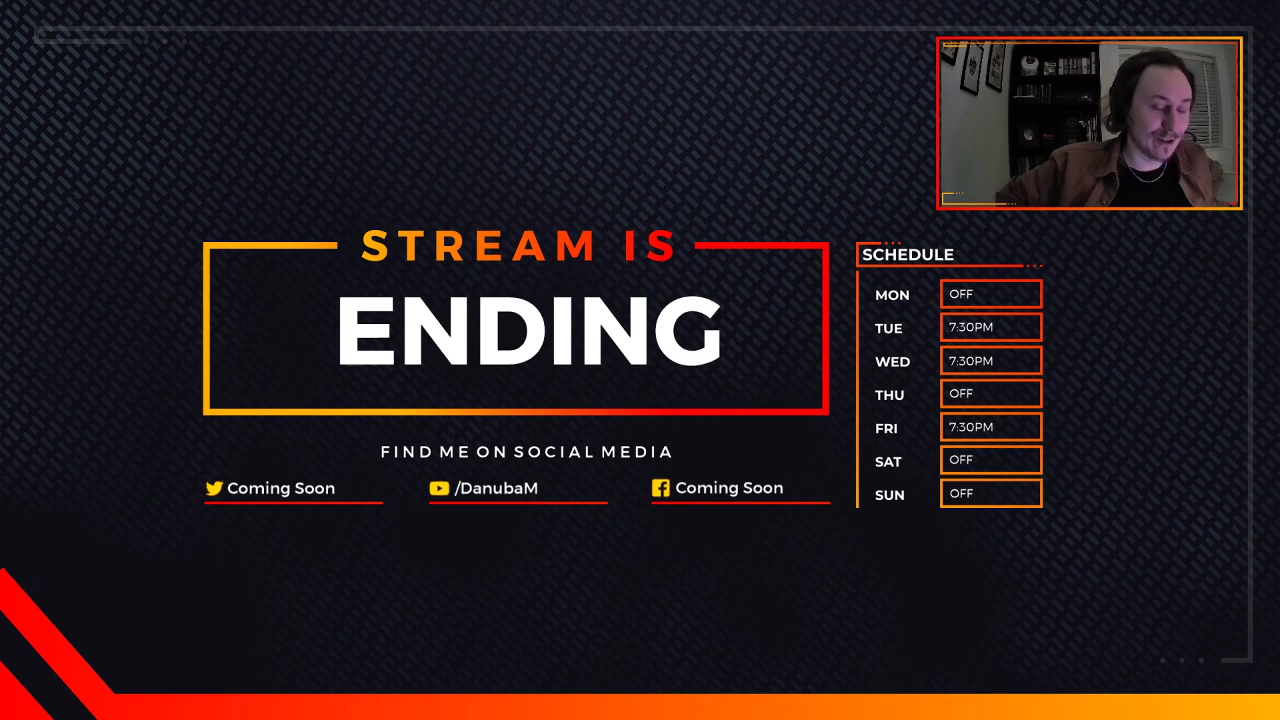 STREAM IS
ENDING
FIND ME ON SOCIAL MEDIA
Coming Soon
/DanubaM
Coming Soon
SCHEDULE
MON OFF
TUE 7:30PM
WED 7:30PM
THU OFF
FRI 7:30PM
SAT OFF
SUN OFF